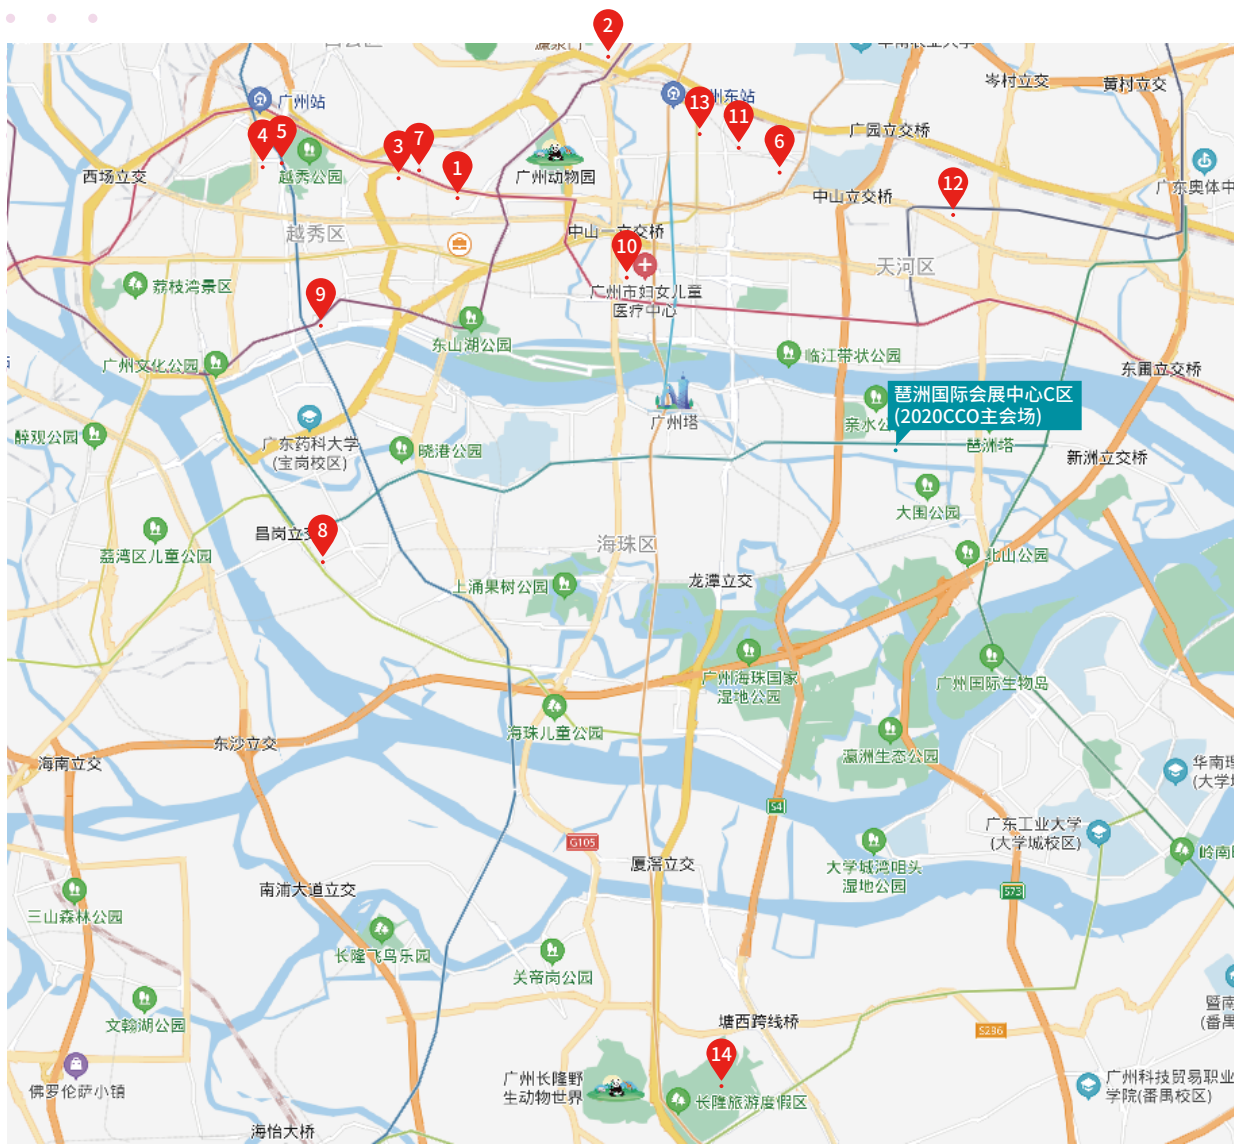 2
白云区
濂泉门
华南农业大学
岑村立交
黄村立交
广州站
州东站
13
11
广园立交桥
4
5
3
7
6
1
西场立交
越秀公园
广州动物园
中山立交桥
12
广东奥体中
越秀区
中山一立交桥
10
天河区
荔枝湾景区
9
广州市妇女儿童
医疗中心
东山湖公园
广州文化公园
临江带状公园
东圃立交桥
琶洲国际会展中心C区
(2020CCO主会场)
广州塔
亲水公
醉观公园
广东药科大学
(宝岗校区)
晓港公园
琶洲塔
新洲立交桥
大围公园
昌岗立交
8
荔湾区儿童公园
海珠区
北山公园
上涌果树公园
龙潭立交
广州海珠国家
湿地公园
广州国际生物岛
海珠儿童公园
东沙立交
海南立交
瀛洲生态公园
华南理
(大学城
S4
广东工业大学
(大学城校区)
G105
岭南印
厦滘立交
大学城湾咀头
湿地公园
南浦大道立交
S73
三山森林公园
长隆飞鸟乐园
关帝岗公园
文翰湖公园
暨南
(番禺
塘西跨线桥
S296
14
佛罗伦萨小镇
广州长隆野
生动物世界
长隆旅游度假区
广州科技贸易职业
学院(番禺校区)
海怡大桥